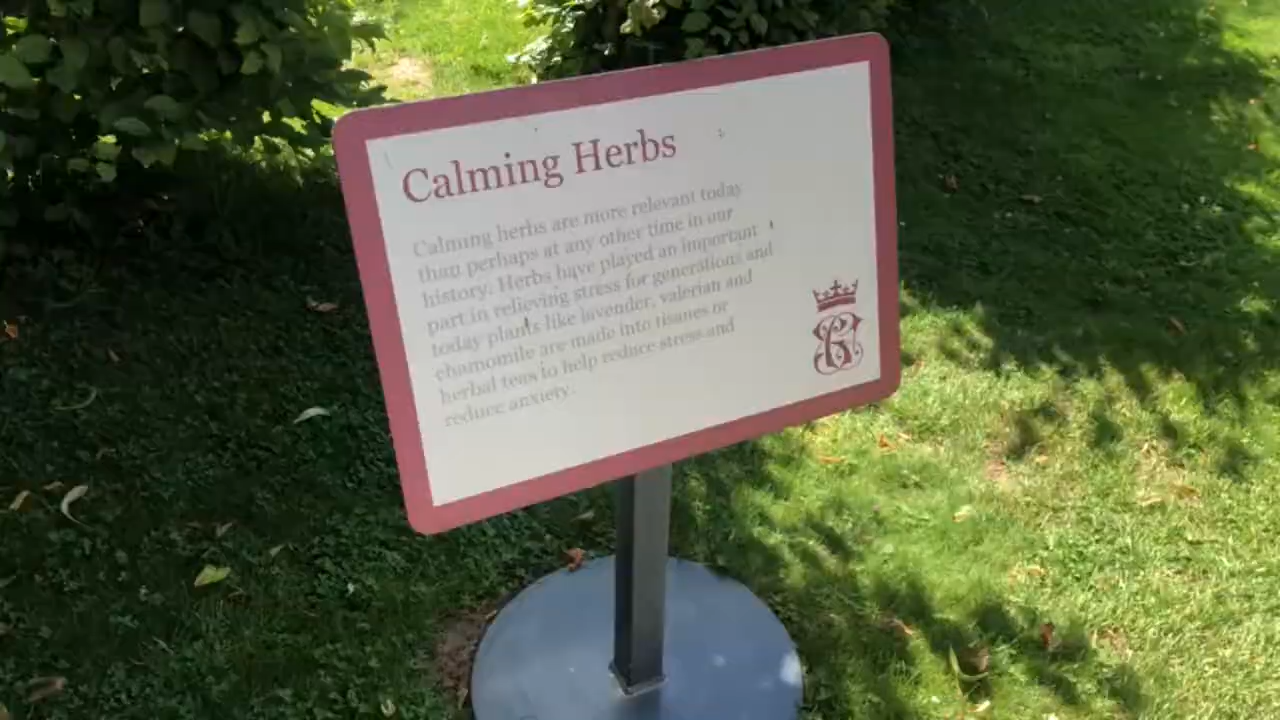 Calming Herbs
Calming herbs are more relevant today
than perhaps at any other time in our
history. Herbs have played an important
part in relieving stress for generations and
today plants like lavender, valerian and
chamomile are made into tisanes or
herbal teas to help reduce stress and
reduce anxiety.